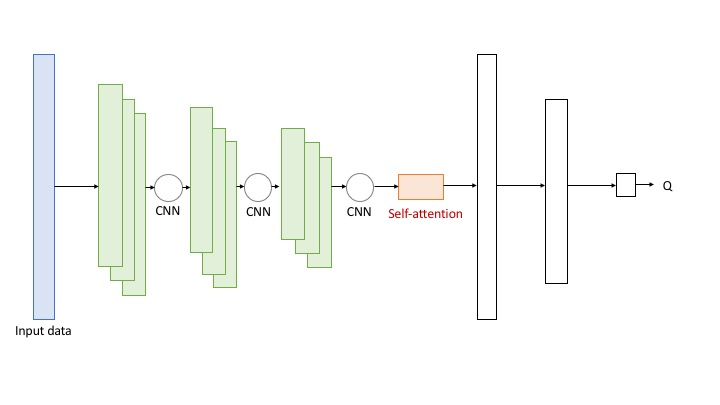 Input data
CNN
CNN
CNN
Self-attention
Q